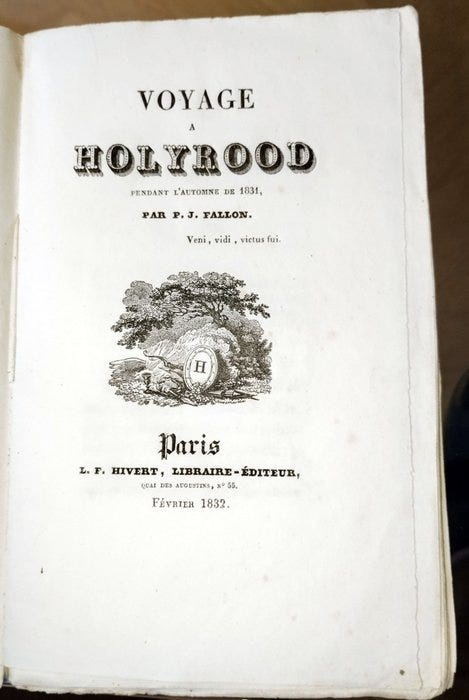 VOYAGE
A
HOLYROOD
PENDANT L'AUTOMNE DE 1831,
PAR P. J. FALLON.
Veni, vidi, victus fui.
H
Paris
L. F. HIVERT, LIBRAIRE-ÉDITEUR,
QUAI DES AUGUSTINS, No 55.
FÉVRIER 1832.